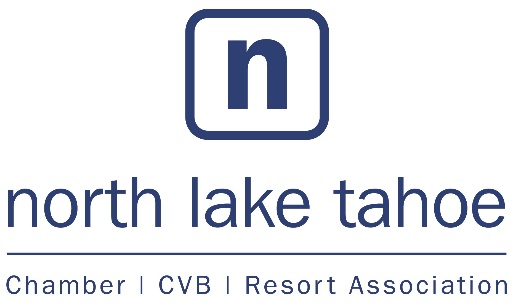 n
north lake tahoe
Chamber | CVB | Resort Association